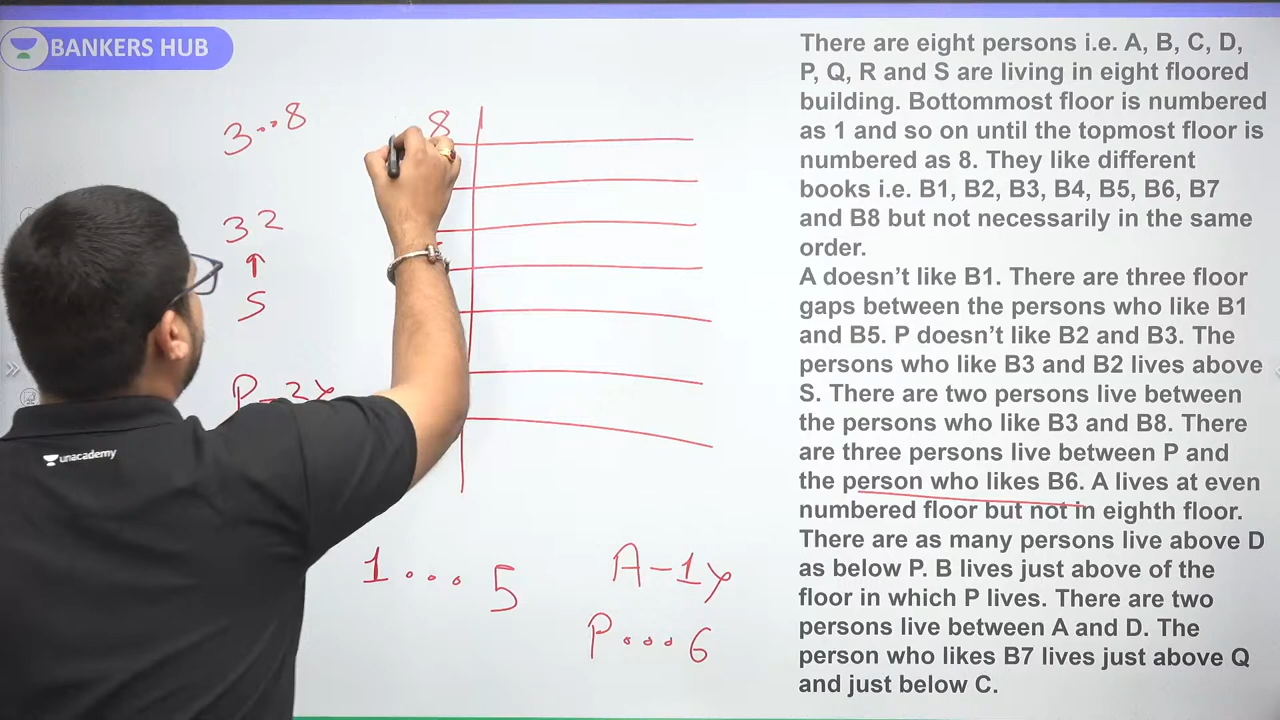 BANKERS HUB
3...8
8
3 2
↑
S
P-2x
1...5
A-1x
P...6
unacademy
There are eight persons i.e. A, B, C, D,
P, Q, R and S are living in eight floored
building. Bottommost floor is numbered
as 1 and so on until the topmost floor is
numbered as 8. They like different
books i.e. B1, B2, B3, B4, B5, B6, B7
and B8 but not necessarily in the same
order.
A doesn’t like B1. There are three floor
gaps between the persons who like B1
and B5. P doesn’t like B2 and B3. The
persons who like B3 and B2 lives above
S. There are two persons live between
the persons who like B3 and B8. There
are three persons live between P and
the person who likes B6. A lives at even
numbered floor but not in eighth floor.
There are as many persons live above D
as below P. B lives just above of the
floor in which P lives. There are two
persons live between A and D. The
person who likes B7 lives just above Q
and just below C.